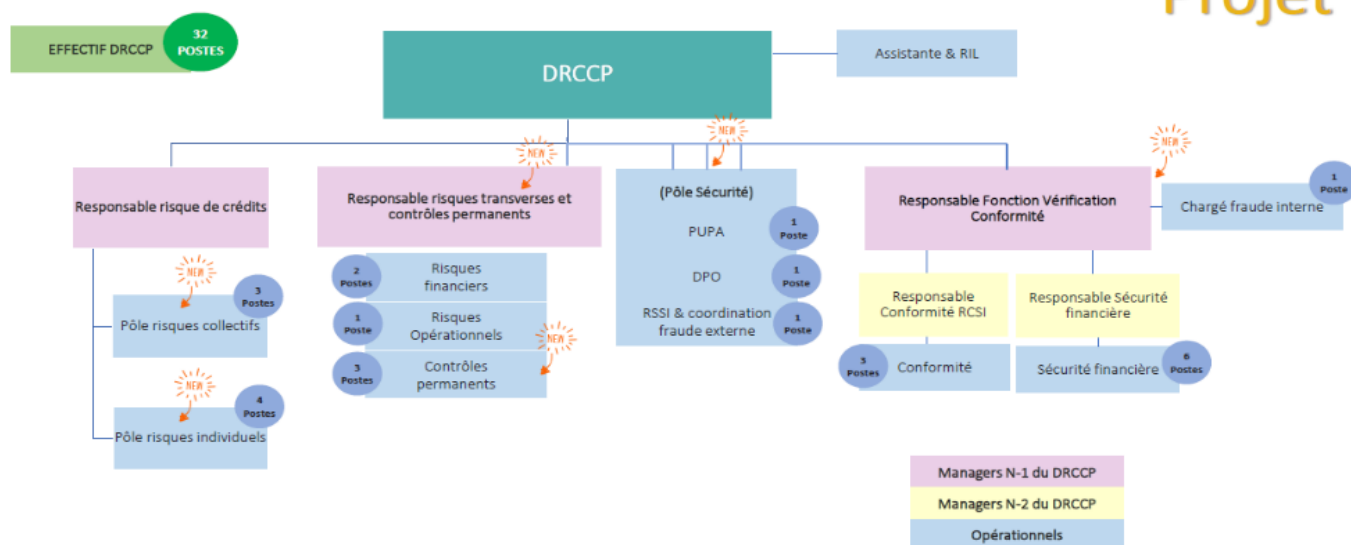 Projet
EFFECTIF DRCCP
32
POSTES
DRCCP
Assistante & RIL
NEW
NEW
NEW
Responsable risque de crédits
Responsable risques transverses et
contrôles permanents
(Pôle Sécurité)
PUPA
1
Poste
DPO
1
Poste
RSSI & coordination
fraude externe
1
Poste
Responsable Fonction Vérification
Conformité
1
Poste
Chargé fraude interne
NEW
3
Postes
Pôle risques collectifs
NEW
4
Postes
Pôle risques individuels
2
Postes
Risques
financiers
1
Poste
Risques
Opérationnels
NEW
3
Postes
Contrôles
permanents
Responsable
Conformité RCSI
Responsable Sécurité
financière
3
Postes
Conformité
Sécurité financière
6
Postes
Managers N-1 du DRCCP
Managers N-2 du DRCCP
Opérationnels